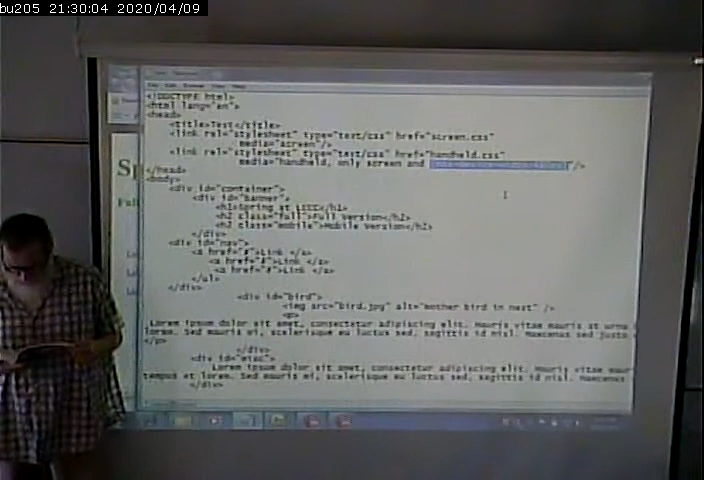 bu205 21:30:04 2020/04/09
<!DOCTYPE html>
<html lang="en">
<head>
<title>Test</title>
<link rel="stylesheet" type="text/css" href="screen.css"
media="screen"/>
<link rel="stylesheet" type="text/css" href="handheld.css"
media="handheld, only screen and "/>
</head>
<body>
<div id="container">
<div id="banner">
<h1>Spring at </h1>
<h2 class="full">Full Version</h2>
<h2 class="mobile">Mobile Version</h2>
</div>
<div id="nav">
<a href="#">Link </a>
<a href="#">Link </a>
<a href="#">Link </a>
</ul>
</div>
<div id="bird">
<img src="bird.jpg" alt="mother bird in nest" />
<p>
Lorem ipsum dolor sit amet, consectetur adipiscing elit. Mauris vitae mauris at urna
lorem. Sed mauris mi, scelerisque eu luctus sed, sagittis id nisl. Maecenas sed justo
</p>
</div>
<div id="misc">
Lorem ipsum dolor sit amet, consectetur adipiscing elit. Mauris vitae maur
tempus at lorem. Sed mauris mi, scelerisque eu luctus sed, sagittis id nisl. Maecenas
</div>
Sp